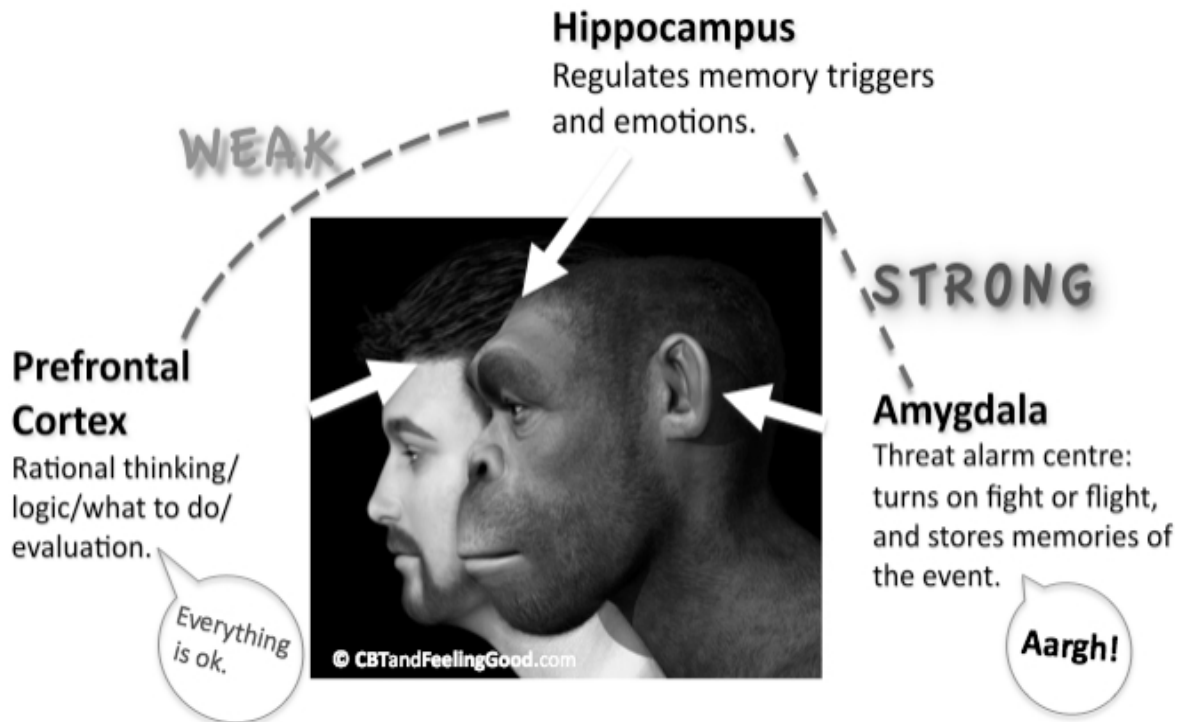 Hippocampus
Regulates memory triggers
and emotions.
WEAK
STRONG
Prefrontal
Cortex
Rational thinking/
logic/what to do/
evaluation.
Everything
is ok.
Amygdala
Threat alarm centre:
turns on fight or flight,
and stores memories of
the event.
Aargh!
© CBTandFeelingGood.com